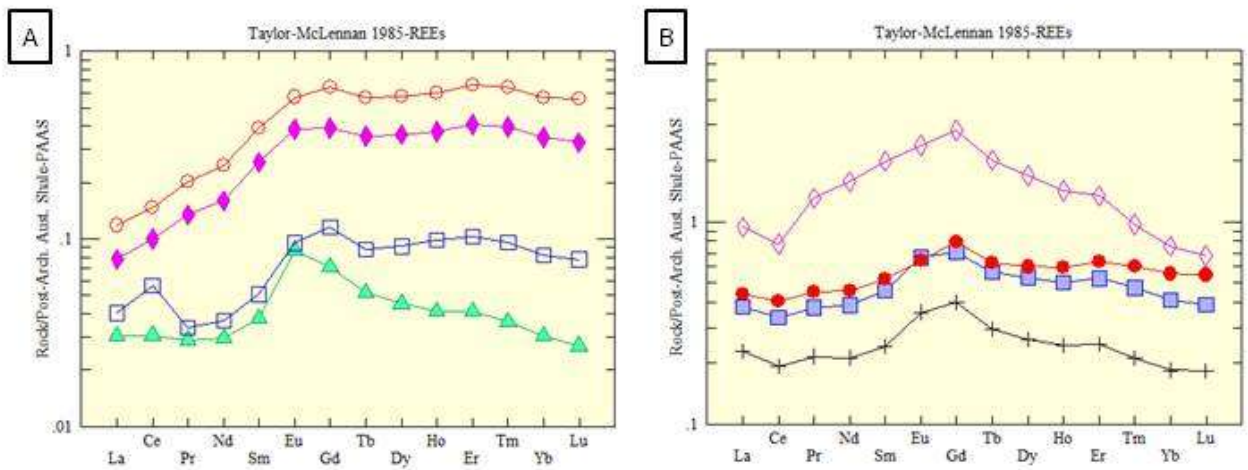 A
Taylor-McLennan 1985-REEs
Rock/Post-Arch. Aust. Shale-PAAS
1
.1
.01
Ce Nd Eu Tb Ho Tm Lu
La Pr Sm Gd Dy Er Yb
B
Taylor-McLennan 1985-REEs
Rock/Post-Arch. Aust. Shale-PAAS
1
.1
Ce Nd Eu Tb Ho Tm Lu
La Pr Sm Gd Dy Er Yb